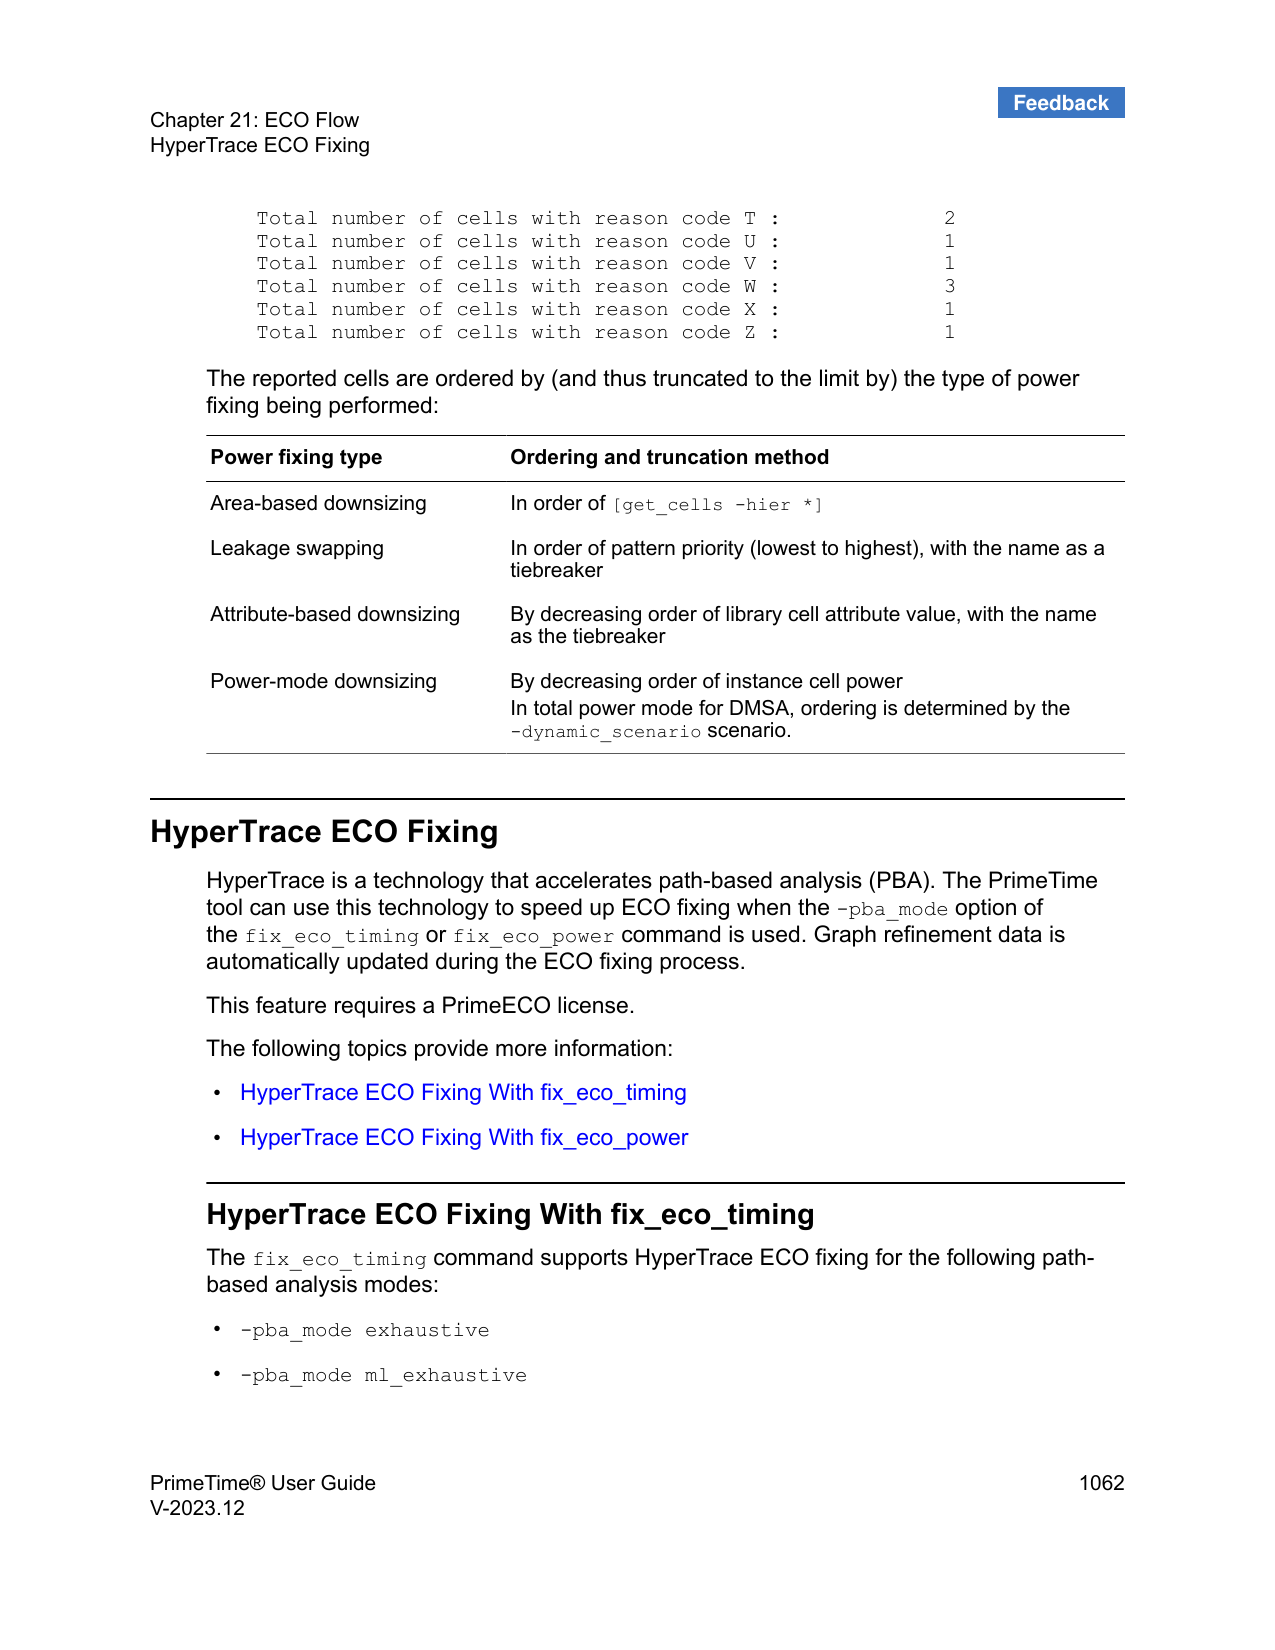 Feedback
Chapter 21: ECO Flow
HyperTrace ECO Fixing
Total number of cells with reason code T : 2
Total number of cells with reason code U : 1
Total number of cells with reason code V : 1
Total number of cells with reason code W : 3
Total number of cells with reason code X : 1
Total number of cells with reason code Z : 1
The reported cells are ordered by (and thus truncated to the limit by) the type of power
fixing being performed:
Power fixing type Ordering and truncation method
Area-based downsizing In order of [get_cells -hier *]
Leakage swapping In order of pattern priority (lowest to highest), with the name as a
tiebreaker
Attribute-based downsizing By decreasing order of library cell attribute value, with the name
as the tiebreaker
Power-mode downsizing By decreasing order of instance cell power
In total power mode for DMSA, ordering is determined by the
-dynamic_scenario scenario.
HyperTrace ECO Fixing
HyperTrace is a technology that accelerates path-based analysis (PBA). The PrimeTime
tool can use this technology to speed up ECO fixing when the -pba_mode option of
the fix_eco_timing or fix_eco_power command is used. Graph refinement data is
automatically updated during the ECO fixing process.
This feature requires a PrimeECO license.
The following topics provide more information:
• HyperTrace ECO Fixing With fix_eco_timing
• HyperTrace ECO Fixing With fix_eco_power
HyperTrace ECO Fixing With fix_eco_timing
The fix_eco_timing command supports HyperTrace ECO fixing for the following path-
based analysis modes:
• -pba_mode exhaustive
• -pba_mode ml_exhaustive
PrimeTime® User Guide 1062
V-2023.12